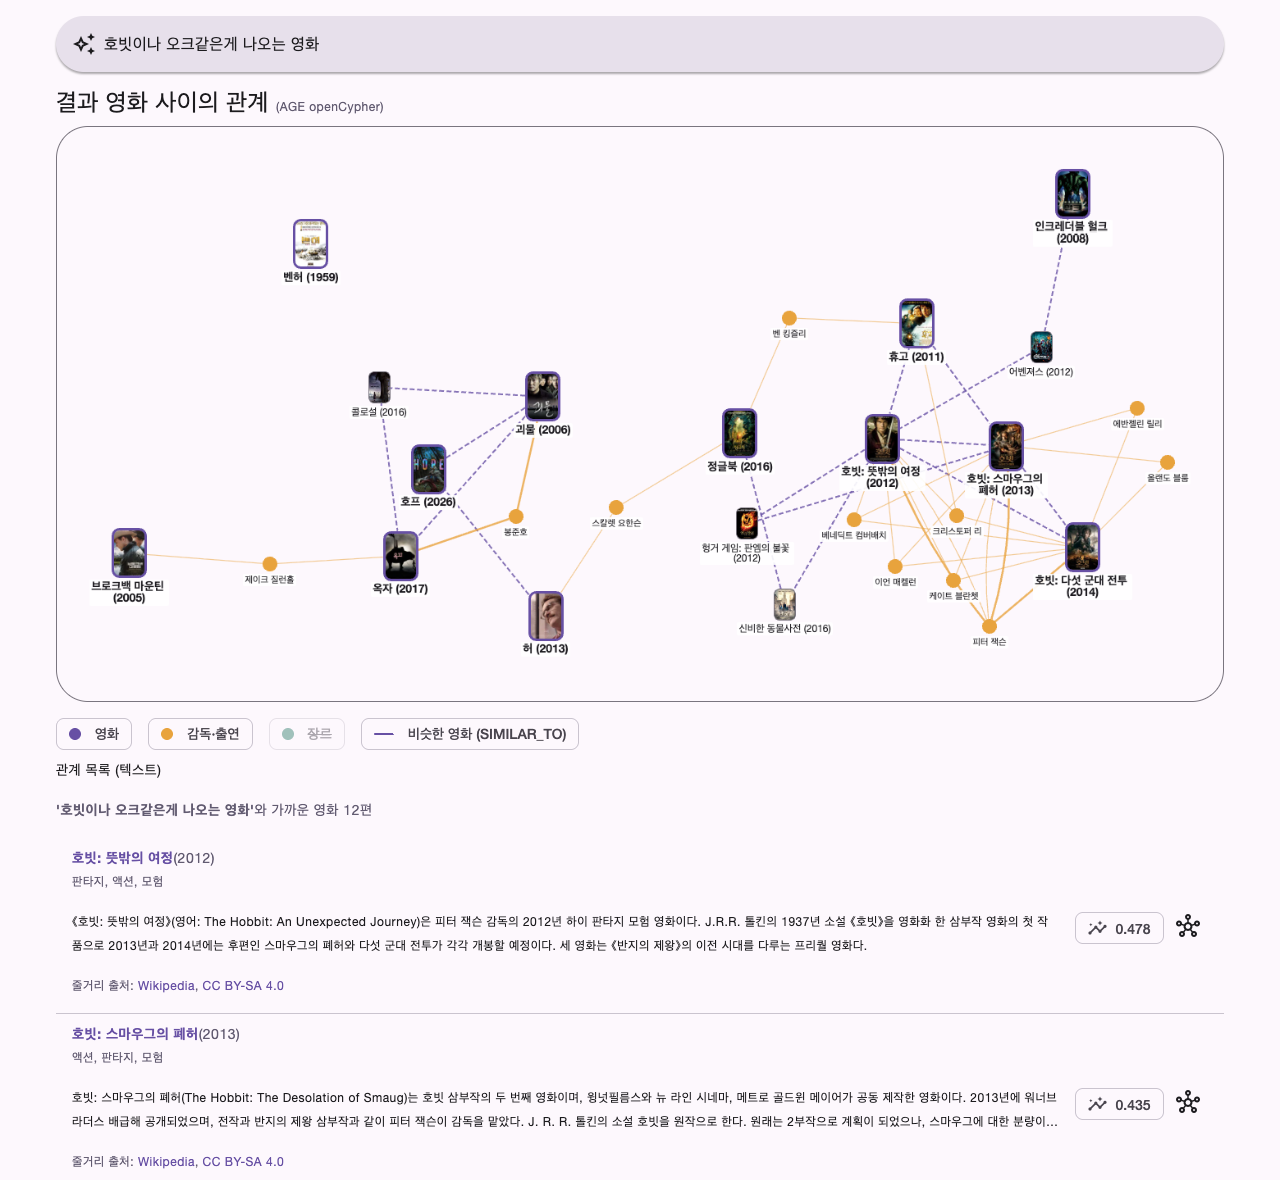 호빗이나 오크같은게 나오는 영화
결과 영화 사이의 관계 (AGE openCypher)
인크레더블 헐크
(2008)
벤허 (1959)
벤 킹즐리
휴고 (2011)
어벤져스 (2012)
콜로설 (2016)
괴물 (2006)
에반젤린 릴리
정글북 (2016)
호빗: 뜻밖의 여정
(2012)
호빗: 스마우그의
폐허 (2013)
올랜도 블룸
호프 (2026)
스칼렛 요한슨
봉준호
베네딕트 컴버배치
크리스토퍼 리
헝거 게임: 판엠의 불꽃
(2012)
제이크 질런홀
브로크백 마운틴
(2005)
옥자 (2017)
이언 매켈런
케이트 블란쳇
호빗: 다섯 군대 전투
(2014)
신비한 동물사전 (2016)
허 (2013)
피터 잭슨
영화
감독·출연
장르
비슷한 영화 (SIMILAR_TO)
관계 목록 (텍스트)
'호빗이나 오크같은게 나오는 영화'와 가까운 영화 12편
호빗: 뜻밖의 여정(2012)
판타지, 액션, 모험
《호빗: 뜻밖의 여정》(영어: The Hobbit: An Unexpected Journey)은 피터 잭슨 감독의 2012년 하이 판타지 모험 영화이다. J.R.R. 톨킨의 1937년 소설 《호빗》을 영화화 한 삼부작 영화의 첫 작
품으로 2013년과 2014년에는 후편인 스마우그의 폐허와 다섯 군대 전투가 각각 개봉할 예정이다. 세 영화는 《반지의 제왕》의 이전 시대를 다루는 프리퀄 영화다.
0.478
줄거리 출처: Wikipedia, CC BY-SA 4.0
호빗: 스마우그의 폐허(2013)
액션, 판타지, 모험
호빗: 스마우그의 폐허(The Hobbit: The Desolation of Smaug)는 호빗 삼부작의 두 번째 영화이며, 윙넛필름스와 뉴 라인 시네마, 메트로 골드윈 메이어가 공동 제작한 영화이다. 2013년에 워너브
라더스 배급해 공개되었으며, 전작과 반지의 제왕 삼부작과 같이 피터 잭슨이 감독을 맡았다. J. R. R. 톨킨의 소설 호빗을 원작으로 한다. 원래는 2부작으로 계획이 되었으나, 스마우그에 대한 분량이...
0.435
줄거리 출처: Wikipedia, CC BY-SA 4.0